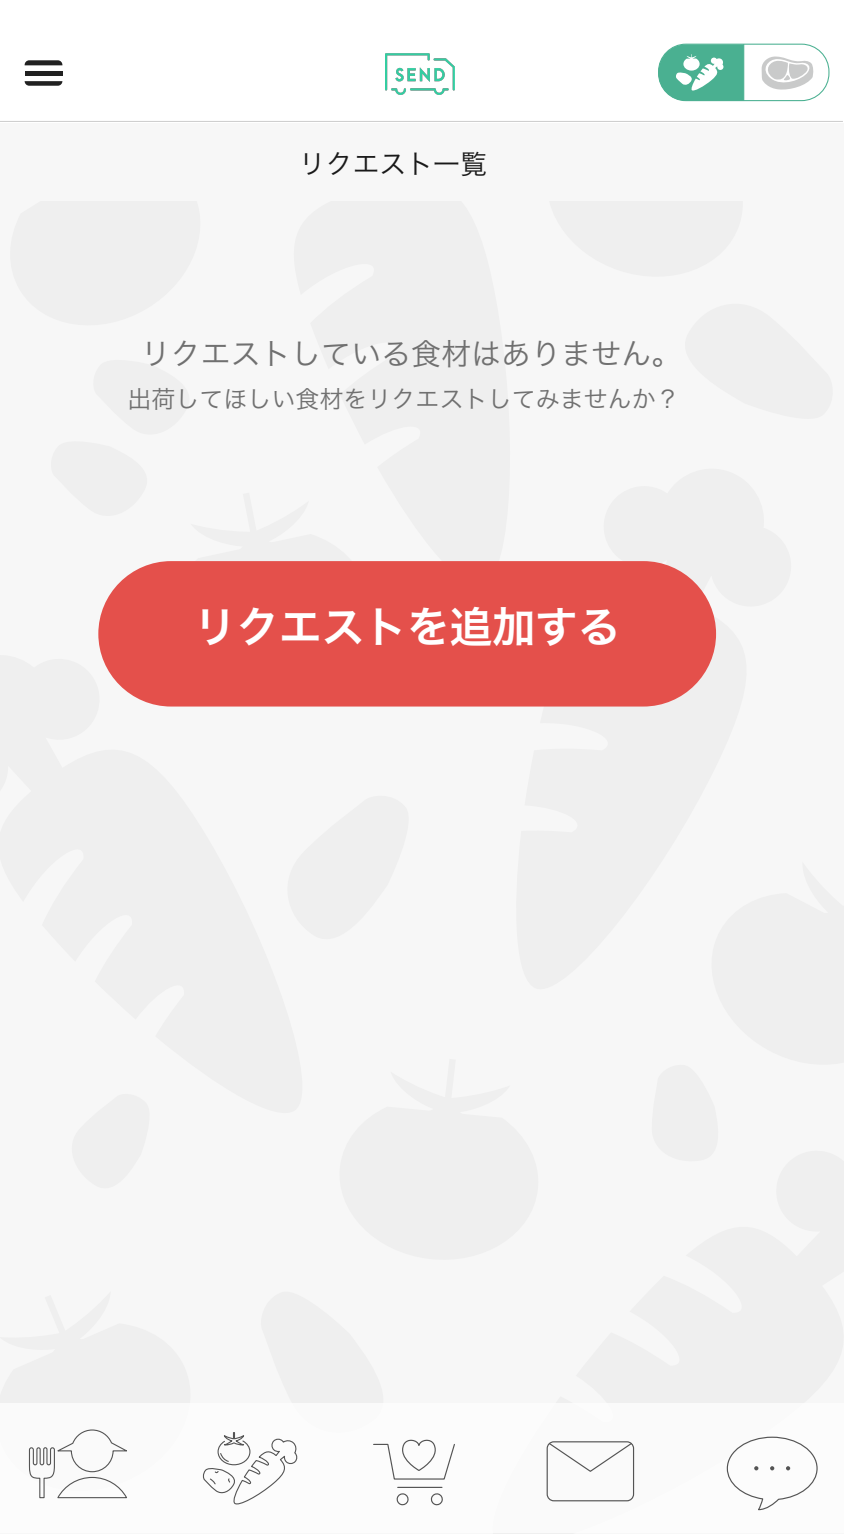 SEND
リクエスト一覧
リクエストしている食材はありません。
出荷してほしい食材をリクエストしてみませんか？
リクエストを追加する